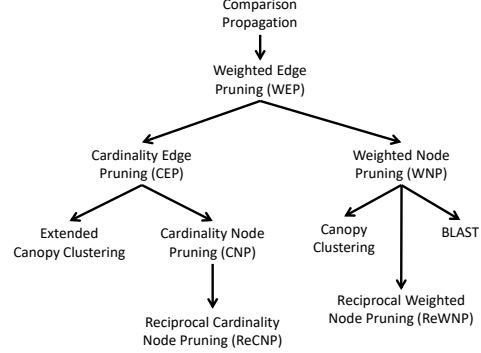 Comparison
Propagation
Weighted Edge
Pruning (WEP)
Cardinality Edge
Pruning (CEP)
Weighted Node
Pruning (WNP)
Extended
Canopy Clustering
Cardinality Node
Pruning (CNP)
Canopy
Clustering
BLAST
Reciprocal Cardinality
Node Pruning (ReCNP)
Reciprocal Weighted
Node Pruning (ReWNP)